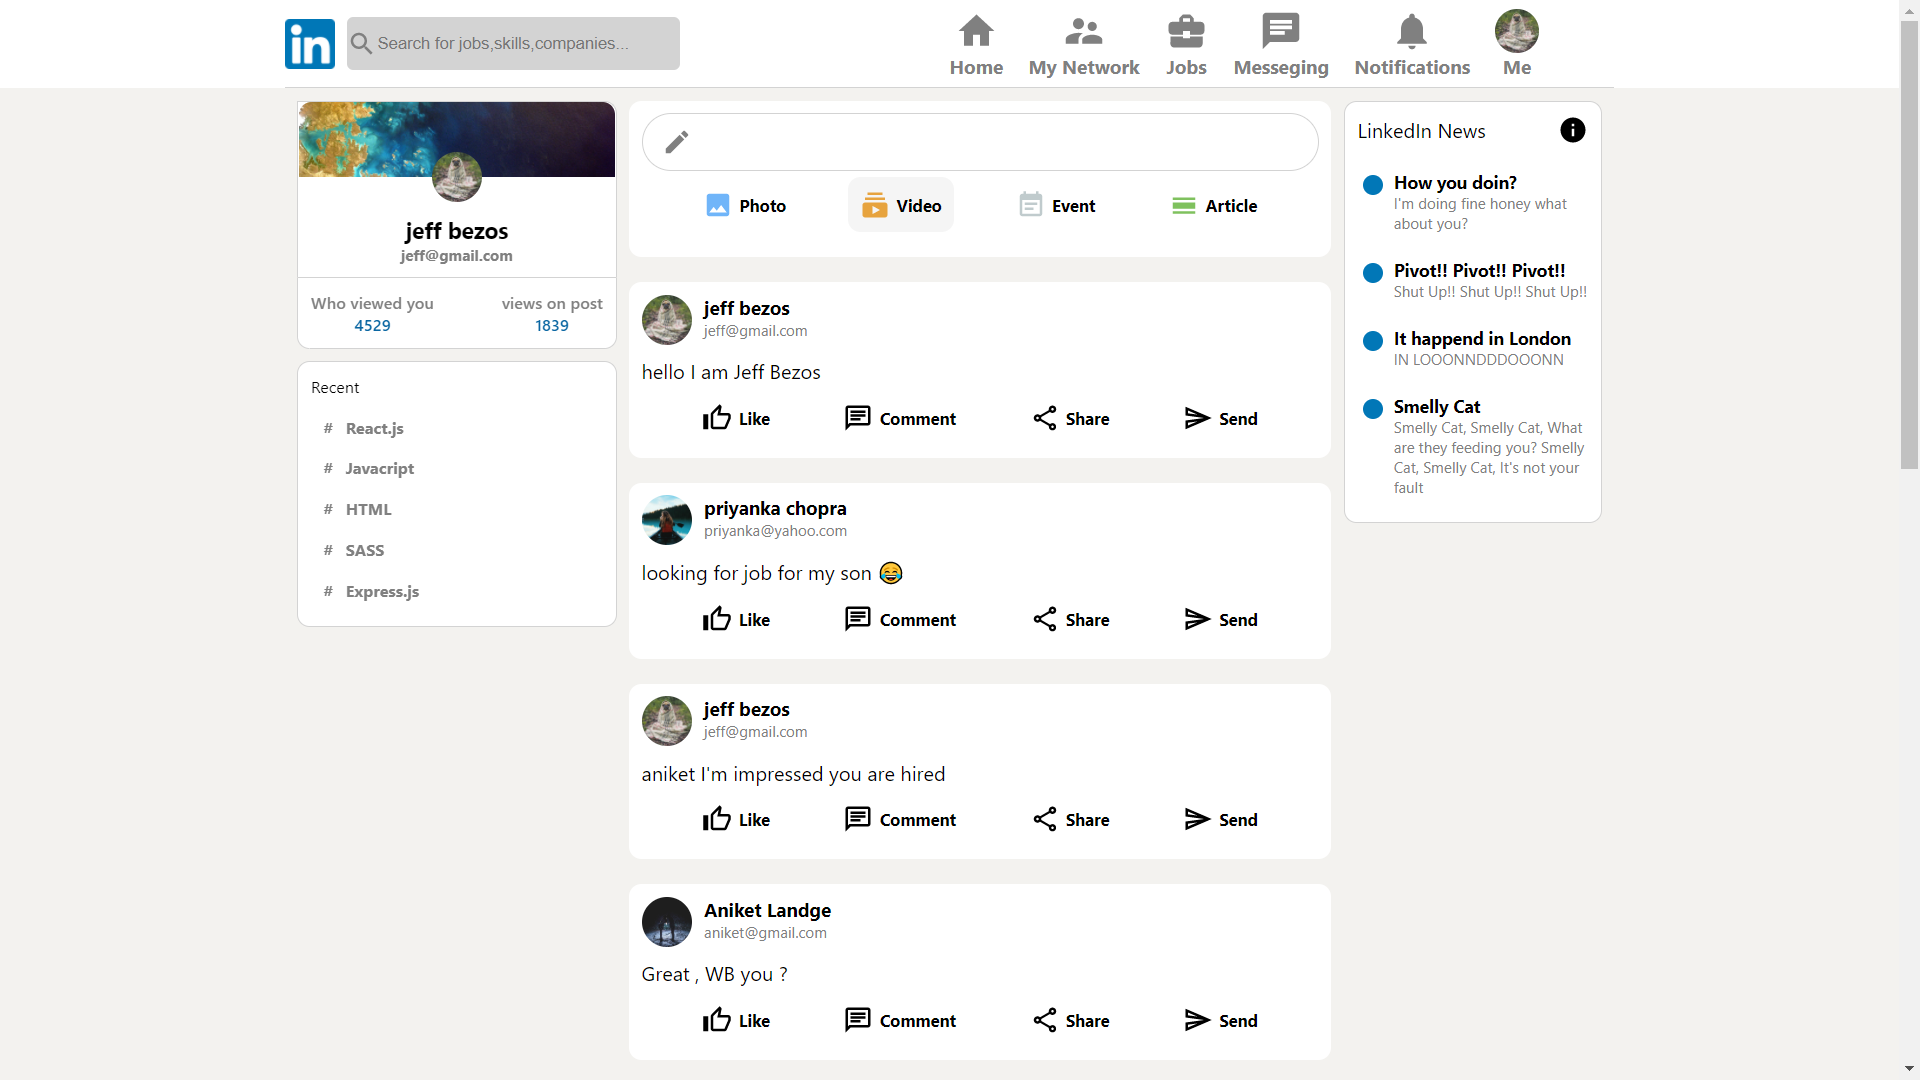 in
Search for jobs,skills,companies...
Home
My Network
Jobs
Messeging
Notifications
Me
jeff bezos
jeff@gmail.com
Who viewed you
4529
views on post
1839
Recent
# React.js
# Javacript
# HTML
# SASS
# Express.js
Photo
Video
Event
Article
jeff bezos
jeff@gmail.com
hello I am Jeff Bezos
Like
Comment
Share
Send
priyanka chopra
priyanka@yahoo.com
looking for job for my son 😂
Like
Comment
Share
Send
jeff bezos
jeff@gmail.com
aniket I'm impressed you are hired
Like
Comment
Share
Send
Aniket Landge
aniket@gmail.com
Great , WB you ?
Like
Comment
Share
Send
LinkedIn News
How you doin?
I'm doing fine honey what
about you?
Pivot!! Pivot!! Pivot!!
Shut Up!! Shut Up!! Shut Up!!
It happend in London
IN LOOONNDDDOOONN
Smelly Cat
Smelly Cat, Smelly Cat, What
are they feeding you? Smelly
Cat, Smelly Cat, It's not your
fault